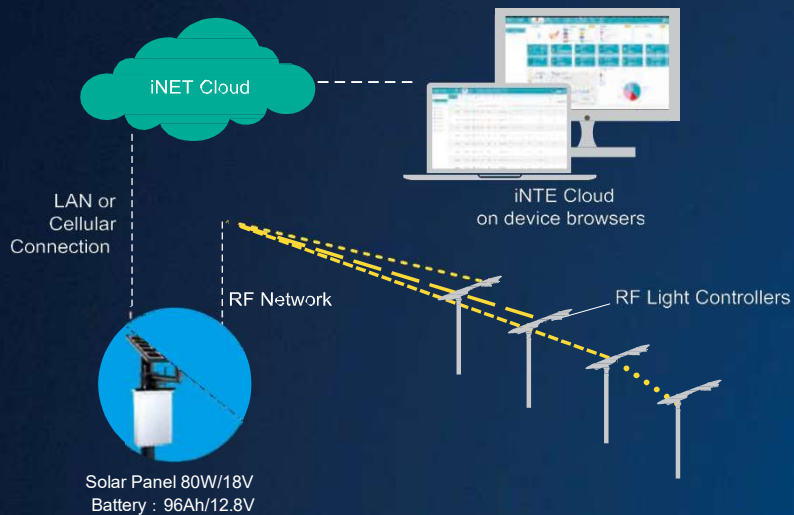 iNET Cloud
iNTE Cloud
on device browsers
LAN or
Cellular
Connection
RF Network
RF Light Controllers
Solar Panel 80W/18V
Battery : 96Ah/12.8V